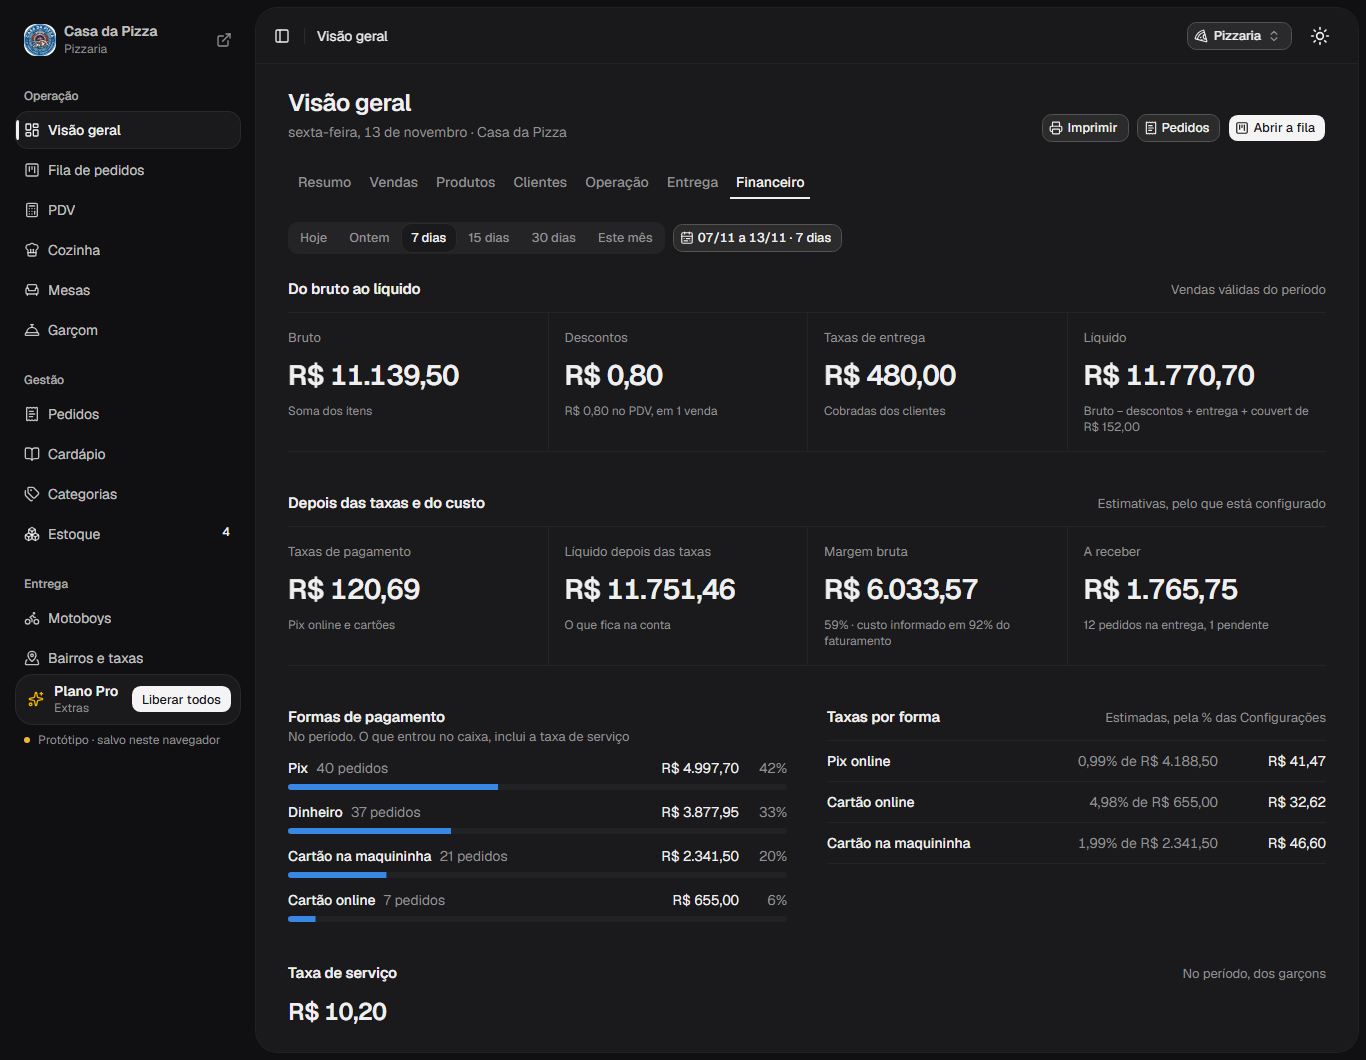 Casa da Pizza
Pizzaria
Operação
Visão geral
Fila de pedidos
PDV
Cozinha
Mesas
Garçom
Gestão
Pedidos
Cardápio
Categorias
Estoque 4
Entrega
Motoboys
Bairros e taxas
Plano Pro
Extras
Liberar todos
Protótipo · salvo neste navegador
Visão geral
Pizzaria
Visão geral
sexta-feira, 13 de novembro · Casa da Pizza
Imprimir Pedidos Abrir a fila
Resumo Vendas Produtos Clientes Operação Entrega Financeiro
Hoje Ontem 7 dias 15 dias 30 dias Este mês 07/11 a 13/11 · 7 dias
Do bruto ao líquido Vendas válidas do período
Bruto
R$ 11.139,50
Soma dos itens
Descontos
R$ 0,80
R$ 0,80 no PDV, em 1 venda
Taxas de entrega
R$ 480,00
Cobradas dos clientes
Líquido
R$ 11.770,70
Bruto − descontos + entrega + couvert de
R$ 152,00
Depois das taxas e do custo Estimativas, pelo que está configurado
Taxas de pagamento
R$ 120,69
Pix online e cartões
Líquido depois das taxas
R$ 11.751,46
O que fica na conta
Margem bruta
R$ 6.033,57
59% · custo informado em 92% do
faturamento
A receber
R$ 1.765,75
12 pedidos na entrega, 1 pendente
Formas de pagamento
No período. O que entrou no caixa, inclui a taxa de serviço
Pix 40 pedidos R$ 4.997,70 42%
Dinheiro 37 pedidos R$ 3.877,95 33%
Cartão na maquininha 21 pedidos R$ 2.341,50 20%
Cartão online 7 pedidos R$ 655,00 6%
Taxas por forma Estimadas, pela % das Configurações
Pix online 0,99% de R$ 4.188,50 R$ 41,47
Cartão online 4,98% de R$ 655,00 R$ 32,62
Cartão na maquininha 1,99% de R$ 2.341,50 R$ 46,60
Taxa de serviço No período, dos garçons
R$ 10,20